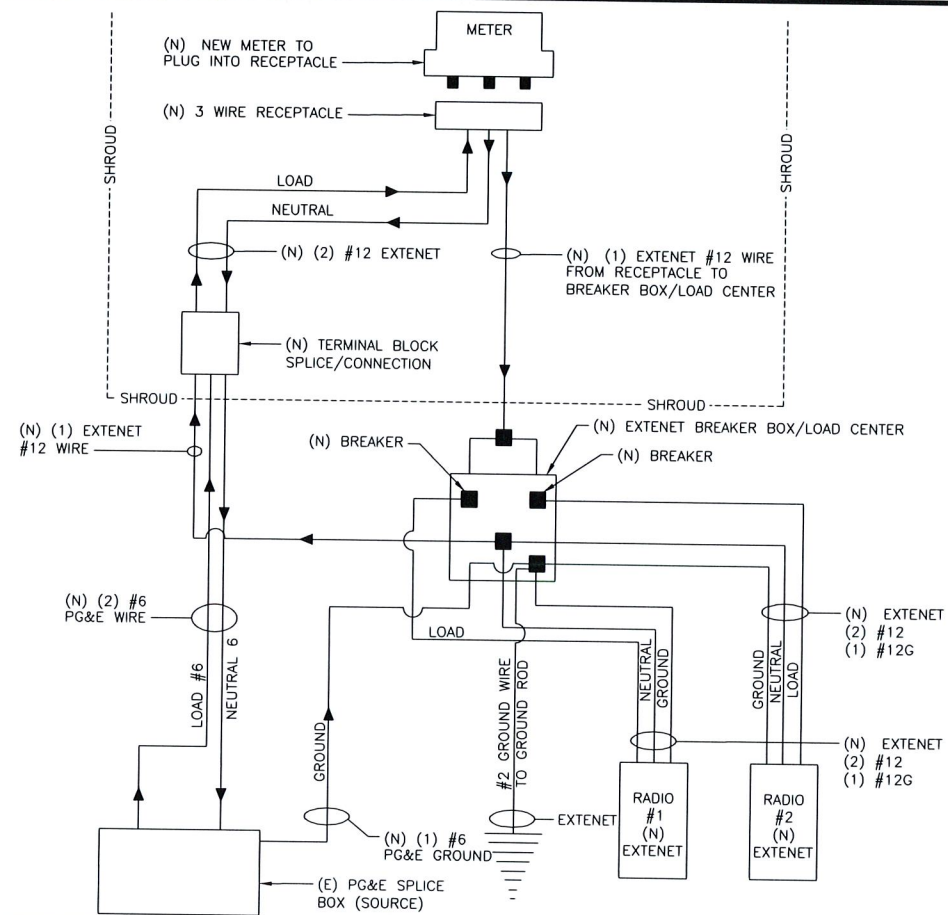 METER
(N) NEW METER TO
PLUG INTO RECEPTACLE
(N) 3 WIRE RECEPTACLE
SHROUD
SHROUD
LOAD
NEUTRAL
(N) (2) #12 EXTENET
(N) (1) EXTENET #12 WIRE
FROM RECEPTACLE TO
BREAKER BOX/LOAD CENTER
(N) TERMINAL BLOCK
SPLICE/CONNECTION
SHROUD
SHROUD
(N) (1) EXTENET
#12 WIRE
(N) BREAKER
(N) EXTENET BREAKER BOX/LOAD CENTER
(N) BREAKER
(N) (2) #6
PG&E WIRE
LOAD #6
NEUTRAL 6
GROUND
LOAD
#2 GROUND WIRE
TO GROUND ROD
NEUTRAL
GROUND
GROUND
NEUTRAL
LOAD
(N) EXTENET
(2) #12
(1) #12G
(N) EXTENET
(2) #12
(1) #12G
EXTENET
RADIO
#1
(N)
EXTENET
RADIO
#2
(N)
EXTENET
(N) (1) #6
PG&E GROUND
(E) PG&E SPLICE
BOX (SOURCE)